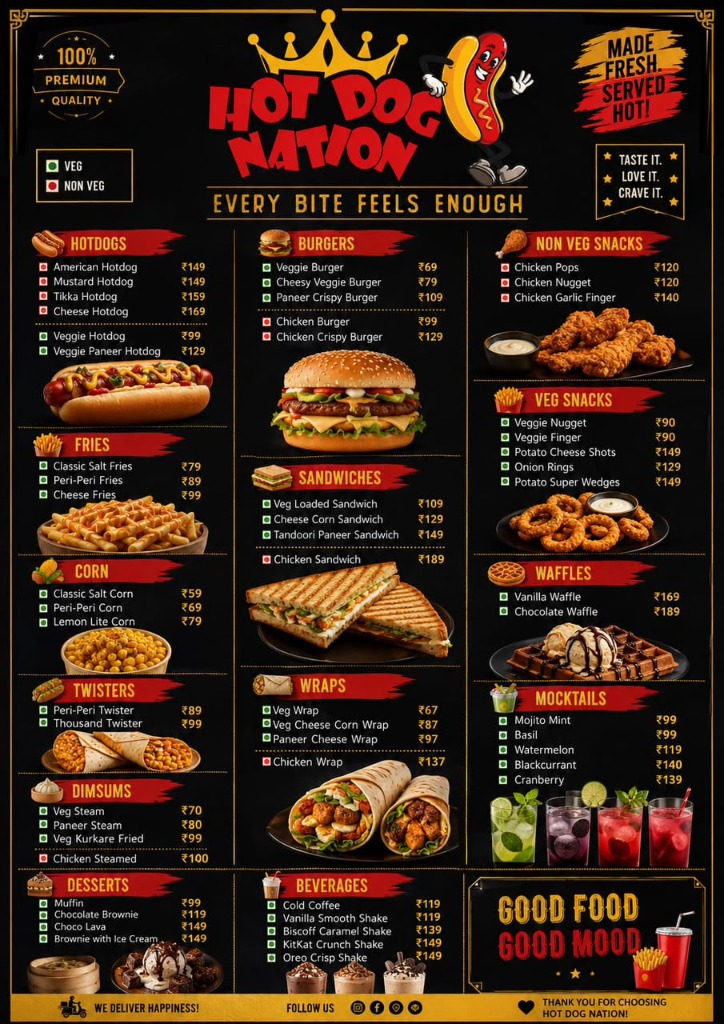 100%
PREMIUM
QUALITY
HOT DOG
NATION
MADE
FRESH,
SERVED
HOT!
VEG
NON VEG
TASTE IT.
LOVE IT.
CRAVE IT.
EVERY BITE FEELS ENOUGH
HOTDOGS
American Hotdog ₹149
Mustard Hotdog ₹149
Tikka Hotdog ₹159
Cheese Hotdog ₹169
Veggie Hotdog ₹99
Veggie Paneer Hotdog ₹129
FRIES
Classic Salt Fries ₹79
Peri-Peri Fries ₹89
Cheese Fries ₹99
CORN
Classic Salt Corn ₹59
Peri-Peri Corn ₹69
Lemon Lite Corn ₹79
TWISTERS
Peri-Peri Twister ₹89
Thousand Twister ₹99
DIMSUMS
Veg Steam ₹70
Paneer Steam ₹80
Veg Kurkare Fried ₹99
Chicken Steamed ₹100
DESSERTS
Muffin ₹99
Chocolate Brownie ₹119
Choco Lava ₹149
Brownie with Ice Cream ₹149
BURGERS
Veggie Burger ₹69
Cheesy Veggie Burger ₹79
Paneer Crispy Burger ₹109
Chicken Burger ₹99
Chicken Crispy Burger ₹129
SANDWICHES
Veg Loaded Sandwich ₹109
Cheese Corn Sandwich ₹129
Tandoori Paneer Sandwich ₹149
Chicken Sandwich ₹189
WRAPS
Veg Wrap ₹67
Veg Cheese Corn Wrap ₹87
Paneer Cheese Wrap ₹97
Chicken Wrap ₹137
BEVERAGES
Cold Coffee ₹119
Vanilla Smooth Shake ₹119
Biscoff Caramel Shake ₹139
KitKat Crunch Shake ₹149
Oreo Crisp Shake ₹149
NON VEG SNACKS
Chicken Pops ₹120
Chicken Nugget ₹120
Chicken Garlic Finger ₹140
VEG SNACKS
Veggie Nugget ₹90
Veggie Finger ₹90
Potato Cheese Shots ₹149
Onion Rings ₹129
Potato Super Wedges ₹149
WAFFLES
Vanilla Waffle ₹169
Chocolate Waffle ₹189
MOCKTAILS
Mojito Mint ₹99
Basil ₹99
Watermelon ₹119
Blackcurrant ₹140
Cranberry ₹139
GOOD FOOD
GOOD MOOD
WE DELIVER HAPPINESS!
FOLLOW US
THANK YOU FOR CHOOSING
HOT DOG NATION!